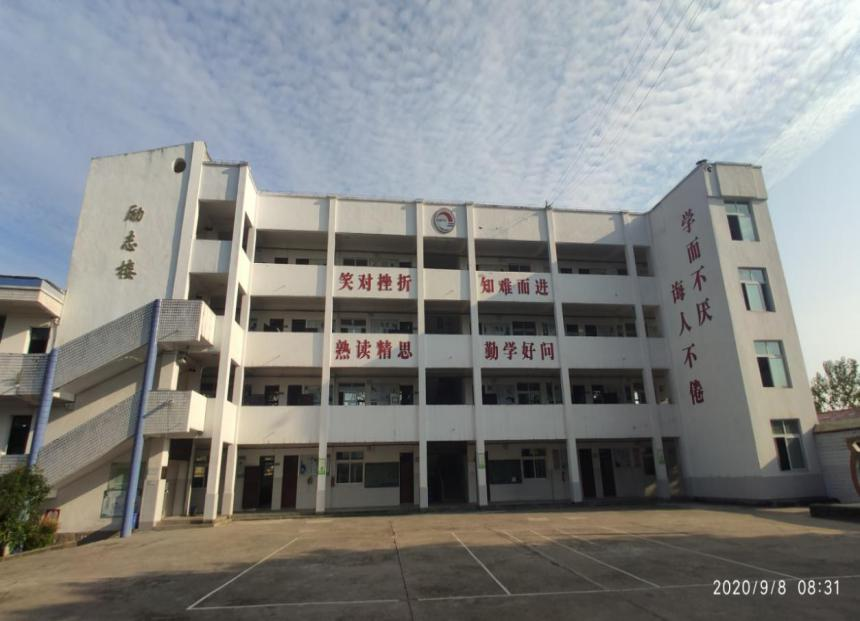 励志楼
笑对挫折 知难而进
熟读精思 勤学好问
学而不厌
诲人不倦
2020/9/8 08:31